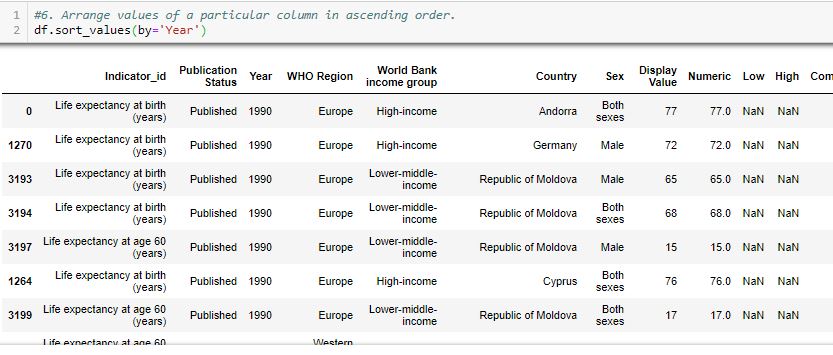 1 #6. Arrange values of a particular column in ascending order.
2 df.sort_values(by='Year')
Indicator_id Publication Status Year WHO Region World Bank income group Country Sex Display Value Numeric Low High Com
0 Life expectancy at birth (years) Published 1990 Europe High-income Andorra Both sexes 77 77.0 NaN NaN
1270 Life expectancy at birth (years) Published 1990 Europe High-income Germany Male 72 72.0 NaN NaN
3193 Life expectancy at birth (years) Published 1990 Europe Lower-middle-income Republic of Moldova Male 65 65.0 NaN NaN
3194 Life expectancy at birth (years) Published 1990 Europe Lower-middle-income Republic of Moldova Both sexes 68 68.0 NaN NaN
3197 Life expectancy at age 60 (years) Published 1990 Europe Lower-middle-income Republic of Moldova Male 15 15.0 NaN NaN
1264 Life expectancy at birth (years) Published 1990 Europe High-income Cyprus Both sexes 76 76.0 NaN NaN
3199 Life expectancy at age 60 (years) Published 1990 Europe Lower-middle-income Republic of Moldova Both sexes 17 17.0 NaN NaN
Life expectancy at age 60 Western